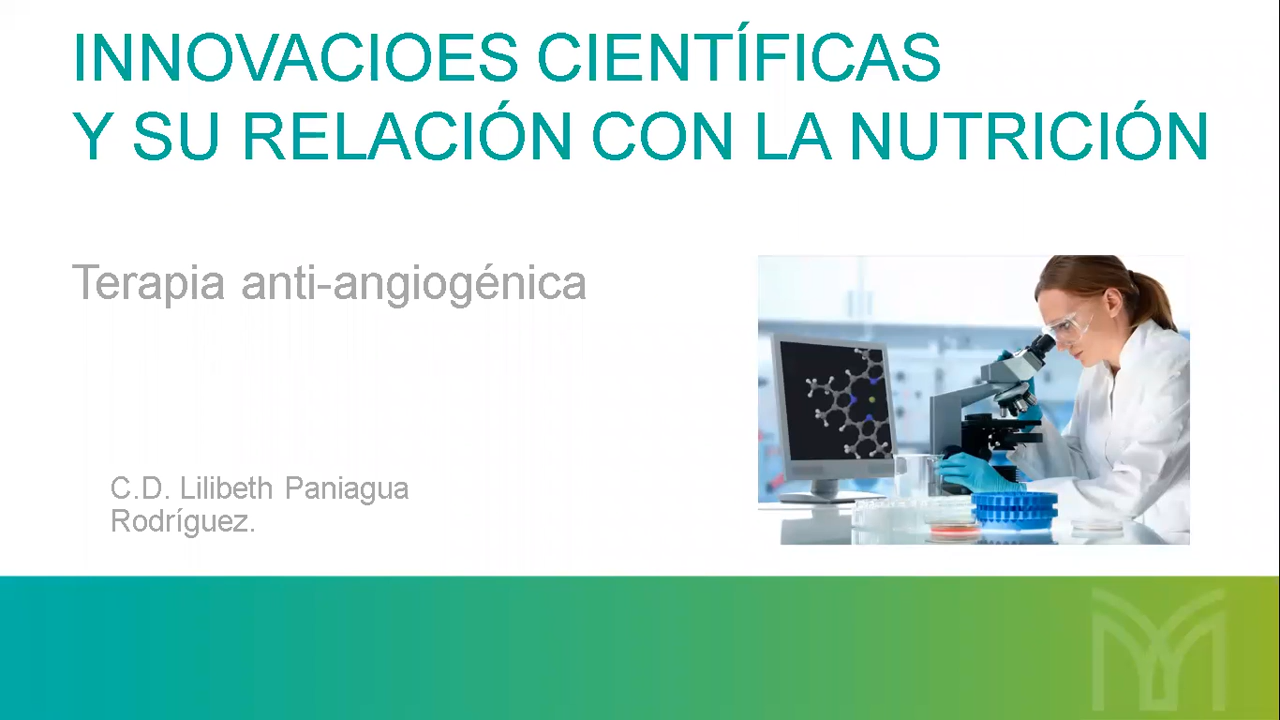 INNOVACIOES CIENTÍFICAS
Y SU RELACIÓN CON LA NUTRICIÓN
Terapia anti-angiogénica
C.D. Lilibeth Paniagua
Rodríguez.